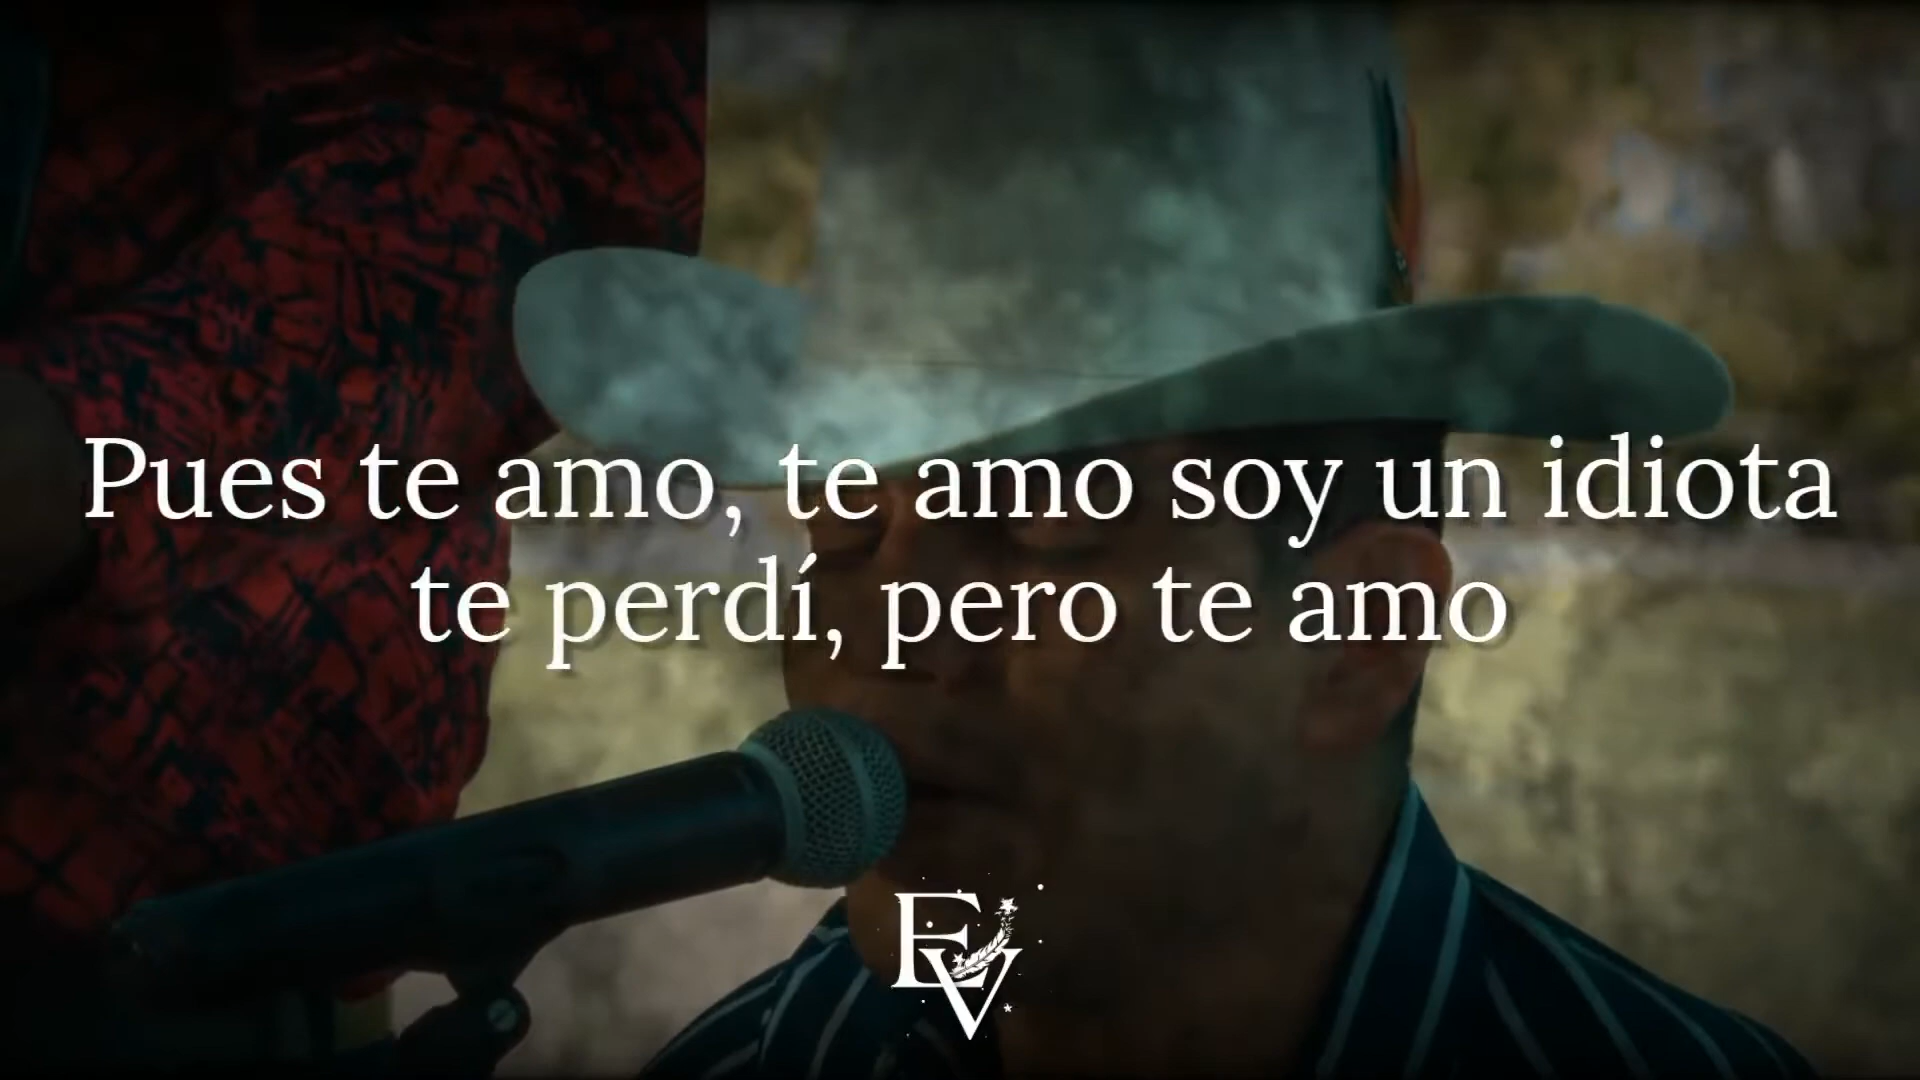 Pues te amo, te amo soy un idiota
te perdí, pero te amo
EV